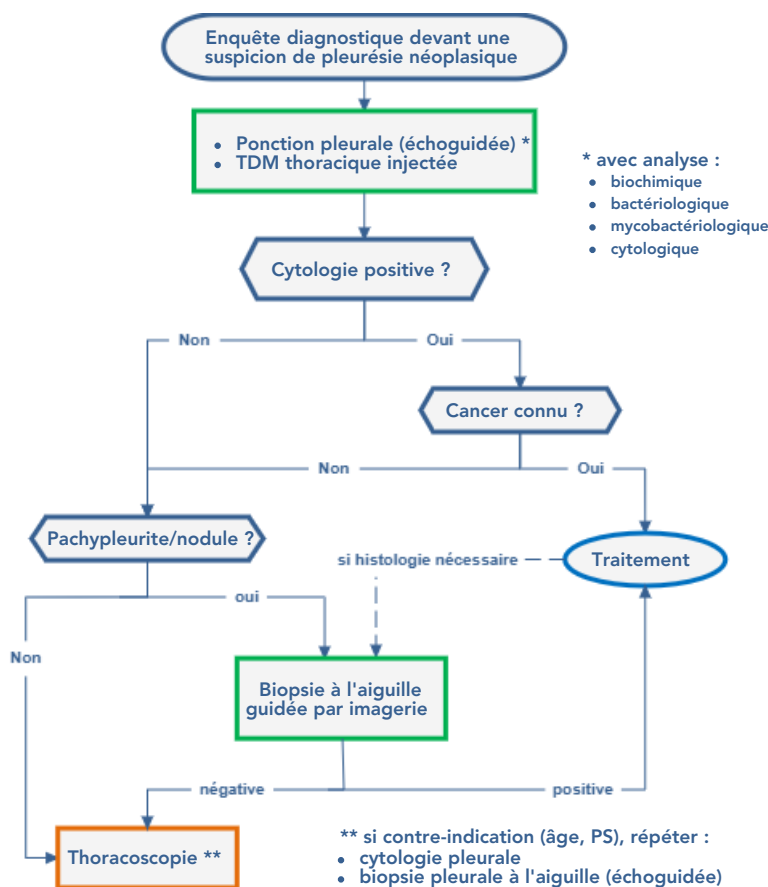 Enquête diagnostique devant une
suspicion de pleurésie néoplasique
• Ponction pleurale (échoguidée) *
• TDM thoracique injectée
* avec analyse :
• biochimique
• bactériologique
• mycobactériologique
• cytologique
Cytologie positive ?
Non
Oui
Cancer connu ?
Non
Oui
Pachypleurite/nodule ?
si histologie nécessaire
Traitement
oui
Non
Biopsie à l'aiguille
guidée par imagerie
négative
positive
Thoracoscopie **
** si contre-indication (âge, PS), répéter :
• cytologie pleurale
• biopsie pleurale à l'aiguille (échoguidée)